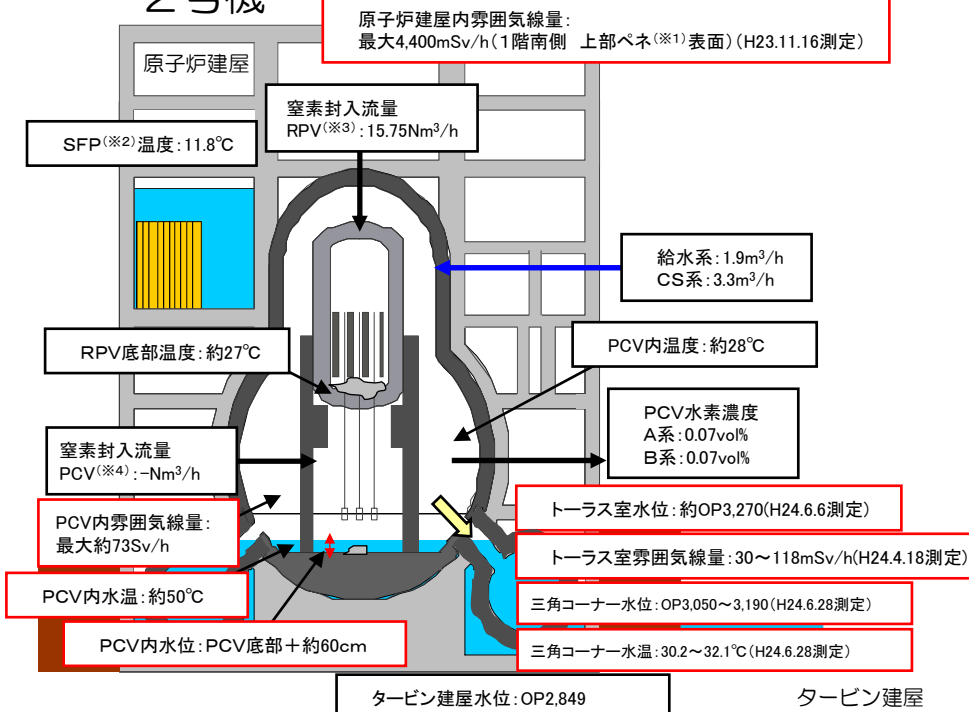 2号機
原子炉建屋内雰囲気線量:
最大4,400mSv/h(1階南側 上部ペネ(※1)表面)(H23.11.16測定)
原子炉建屋
窒素封入流量
RPV(※3):15.75Nm³/h
SFP(※2)温度:11.8℃
給水系:1.9m³/h
CS系:3.3m³/h
RPV底部温度:約27℃
PCV内温度:約28℃
PCV水素濃度
A系:0.07vol%
B系:0.07vol%
窒素封入流量
PCV(※4):-Nm³/h
PCV内雰囲気線量:
最大約73Sv/h
トーラス室水位:約OP3,270(H24.6.6測定)
トーラス室雰囲気線量:30~118mSv/h(H24.4.18測定)
PCV内水温:約50℃
三角コーナー水位:OP3,050~3,190(H24.6.28測定)
PCV内水位:PCV底部+約60cm
三角コーナー水温:30.2~32.1℃(H24.6.28測定)
タービン建屋水位:OP2,849
タービン建屋